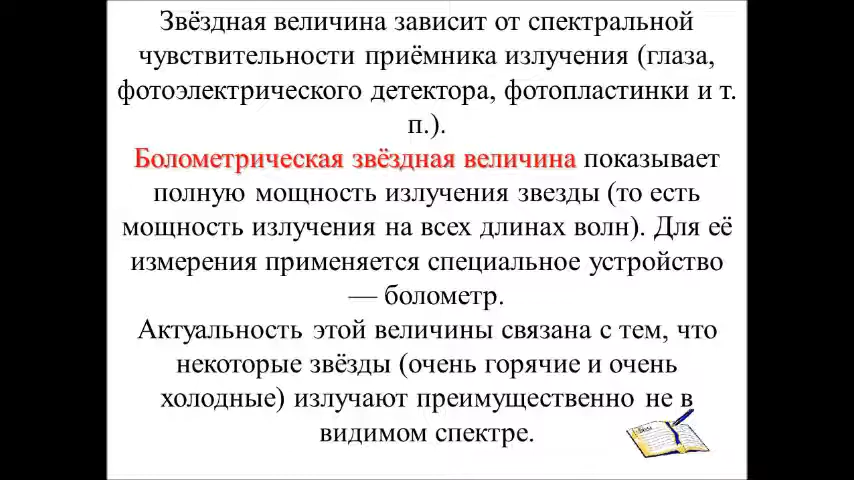 Звёздная величина зависит от спектральной
чувствительности приёмника излучения (глаза,
фотоэлектрического детектора, фотопластинки и т.
п.).
Болометрическая звёздная величина показывает
полную мощность излучения звезды (то есть
мощность излучения на всех длинах волн). Для её
измерения применяется специальное устройство
— болометр.
Актуальность этой величины связана с тем, что
некоторые звёзды (очень горячие и очень
холодные) излучают преимущественно не в
видимом спектре.